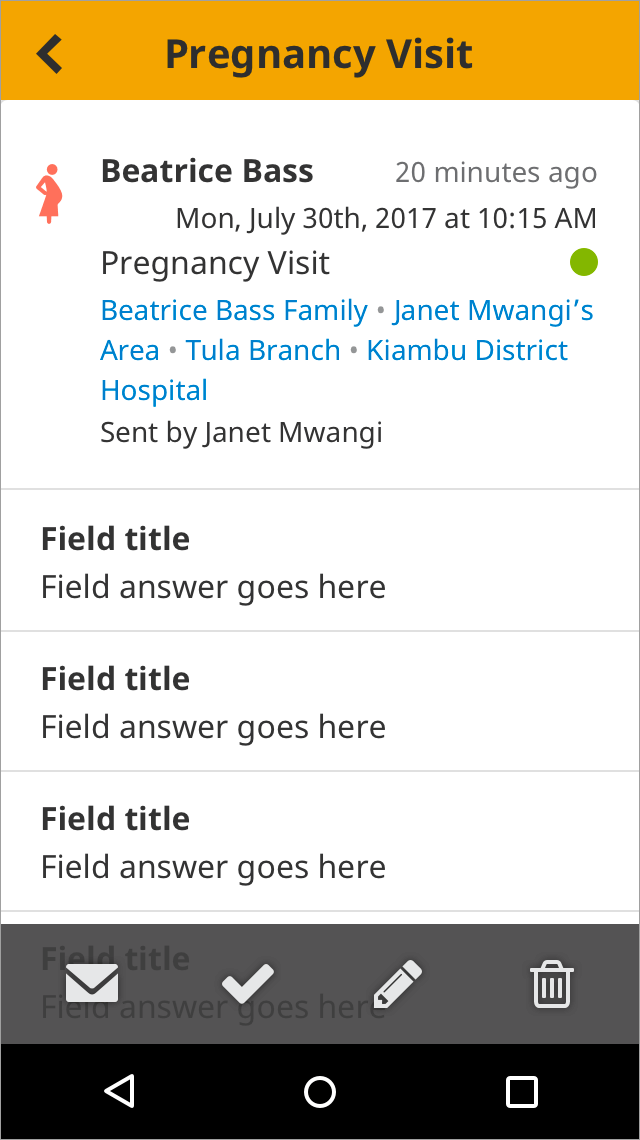 Pregnancy Visit
Beatrice Bass 20 minutes ago
Mon, July 30th, 2017 at 10:15 AM
Pregnancy Visit
Beatrice Bass Family • Janet Mwangi’s
Area • Tula Branch • Kiambu District
Hospital
Sent by Janet Mwangi
Field title
Field answer goes here
Field title
Field answer goes here
Field title
Field answer goes here
Field title
Field answer goes here